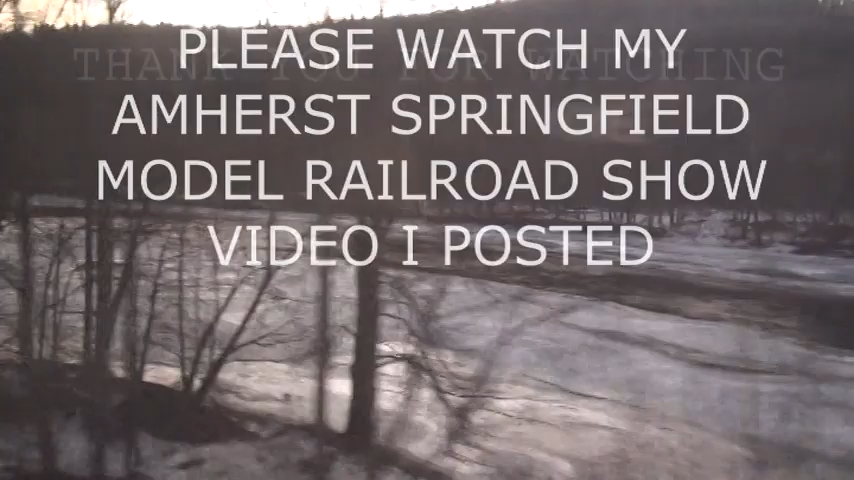 THANK YOU FOR WATCHING
PLEASE WATCH MY
AMHERST SPRINGFIELD
MODEL RAILROAD SHOW
VIDEO I POSTED